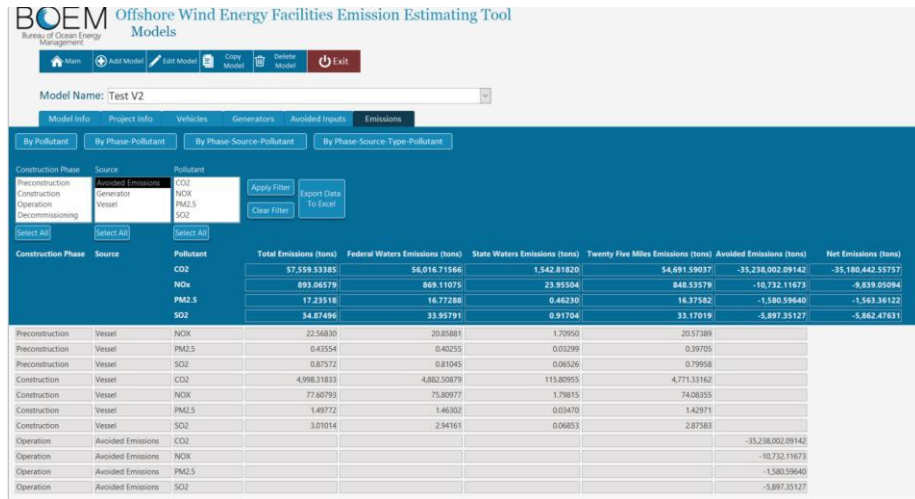 BOEM
Bureau of Ocean Energy
Management
Offshore Wind Energy Facilities Emission Estimating Tool
Models
Main Add Model Edit Model Copy Model Delete Model Exit
Model Name: Test V2
Model Info Project Info Vehicles Generators Avoided Inputs Emissions
By Pollutant By Phase-Pollutant By Phase-Source-Pollutant By Phase-Source-Type-Pollutant
Construction Phase Source Pollutant
Preconstruction Avoided Emissions CO2
Construction Generator NOX
Operation Vessel PM2.5
Decommissioning SO2
Apply Filter Export Data To Excel
Clear Filter
Select All Select All Select All
Construction Phase Source Pollutant Total Emissions (tons) Federal Waters Emissions (tons) State Waters Emissions (tons) Twenty Five Miles Emissions (tons) Avoided Emissions (tons) Net Emissions (tons)
CO2 57,559.53385 56,016.71566 1,542.81820 54,691.59037 -35,238,002.09142 -35,180,442.55757
NOx 893.06579 869.11075 23.95504 848.53579 -10,732.11673 -9,839.05094
PM2.5 17.23518 16.77288 0.46230 16.37582 -1,580.59640 -1,563.36122
SO2 34.87496 33.95791 0.91704 33.17019 -5,897.35127 -5,862.47631
Preconstruction Vessel NOX 22.56830 20.85881 1.70950 20.57389
Preconstruction Vessel PM2.5 0.43554 0.40255 0.03299 0.39705
Preconstruction Vessel SO2 0.87572 0.81045 0.06526 0.79958
Construction Vessel CO2 4,998.31833 4,882.50879 115.80955 4,771.33162
Construction Vessel NOX 77.60793 75.80977 1.79815 74.08355
Construction Vessel PM2.5 1.49772 1.46302 0.03470 1.42971
Construction Vessel SO2 3.01014 2.94161 0.06853 2.87583
Operation Avoided Emissions CO2 -35,238,002.09142
Operation Avoided Emissions NOX -10,732.11673
Operation Avoided Emissions PM2.5 -1,580.59640
Operation Avoided Emissions SO2 -5,897.35127